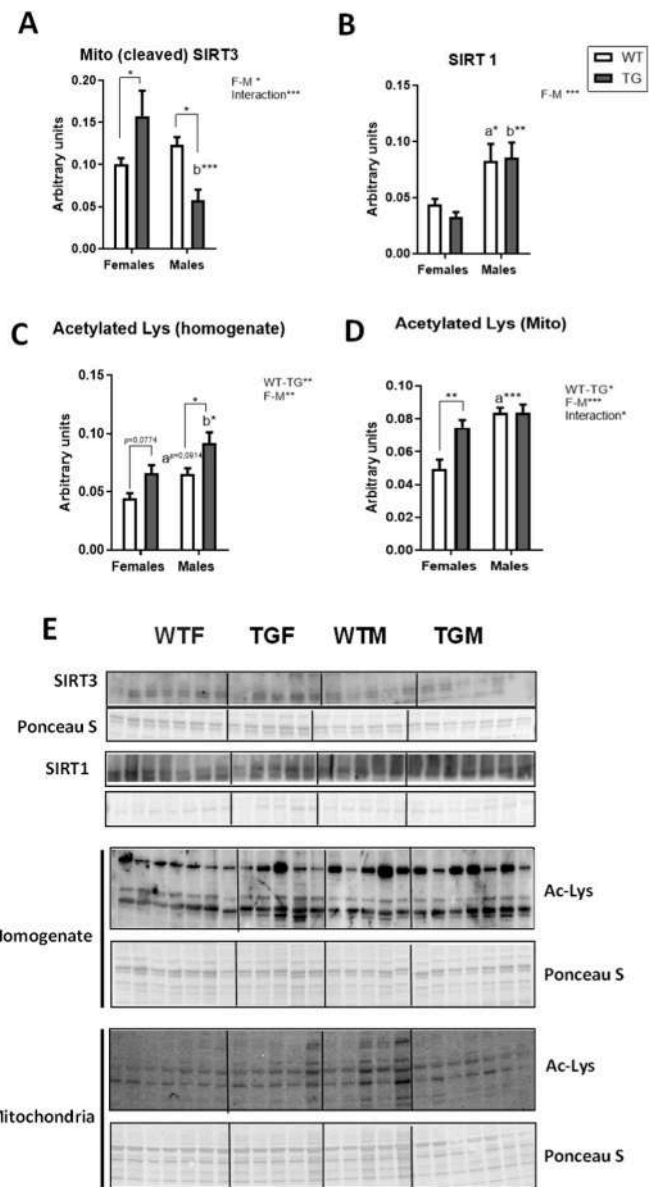 A
Mito (cleaved) SIRT3
F-M *
Interaction***
Arbitrary units
0.20
0.15
0.10
0.05
0.00
*
*
b***
Females Males
B
SIRT 1
WT
TG
F-M ***
Arbitrary units
0.15
0.10
0.05
0.00
a* b**
Females Males
C
Acetylated Lys (homogenate)
WT-TG**
F-M**
Arbitrary units
0.15
0.10
0.05
0.00
p=0,0774
*
b*
Females Males
D
Acetylated Lys (Mito)
WT-TG*
F-M***
Interaction*
Arbitrary units
0.10
0.08
0.06
0.04
0.02
0.00
**
a***
Females Males
E
WTF TGF WTM TGM
SIRT3
Ponceau S
SIRT1
omogenate
Ac-Lys
Ponceau S
itochondria
Ac-Lys
Ponceau S